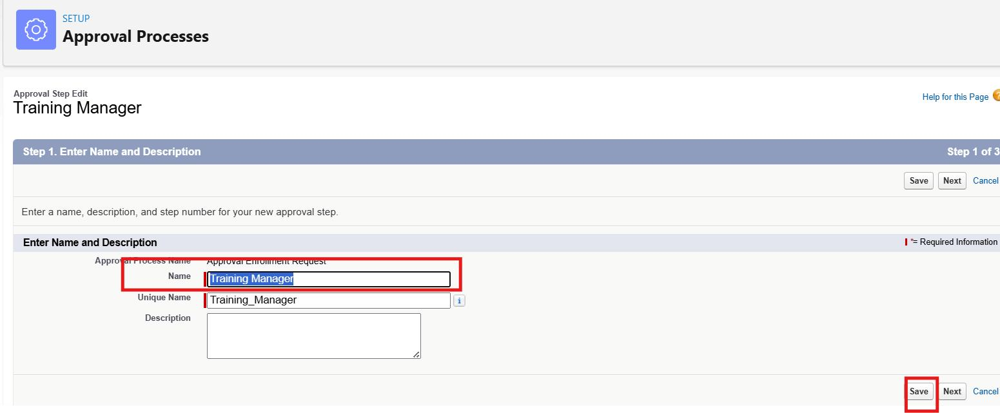 SETUP
Approval Processes
Approval Step Edit
Training Manager
Help for this Page
Step 1. Enter Name and Description
Step 1 of 3
Save Next Cancel
Enter a name, description, and step number for your new approval step.
Enter Name and Description
*= Required Information
Approval Process Name Approval Enrollment Request
Name Training Manager
Unique Name Training_Manager i
Description
Save Next Cancel